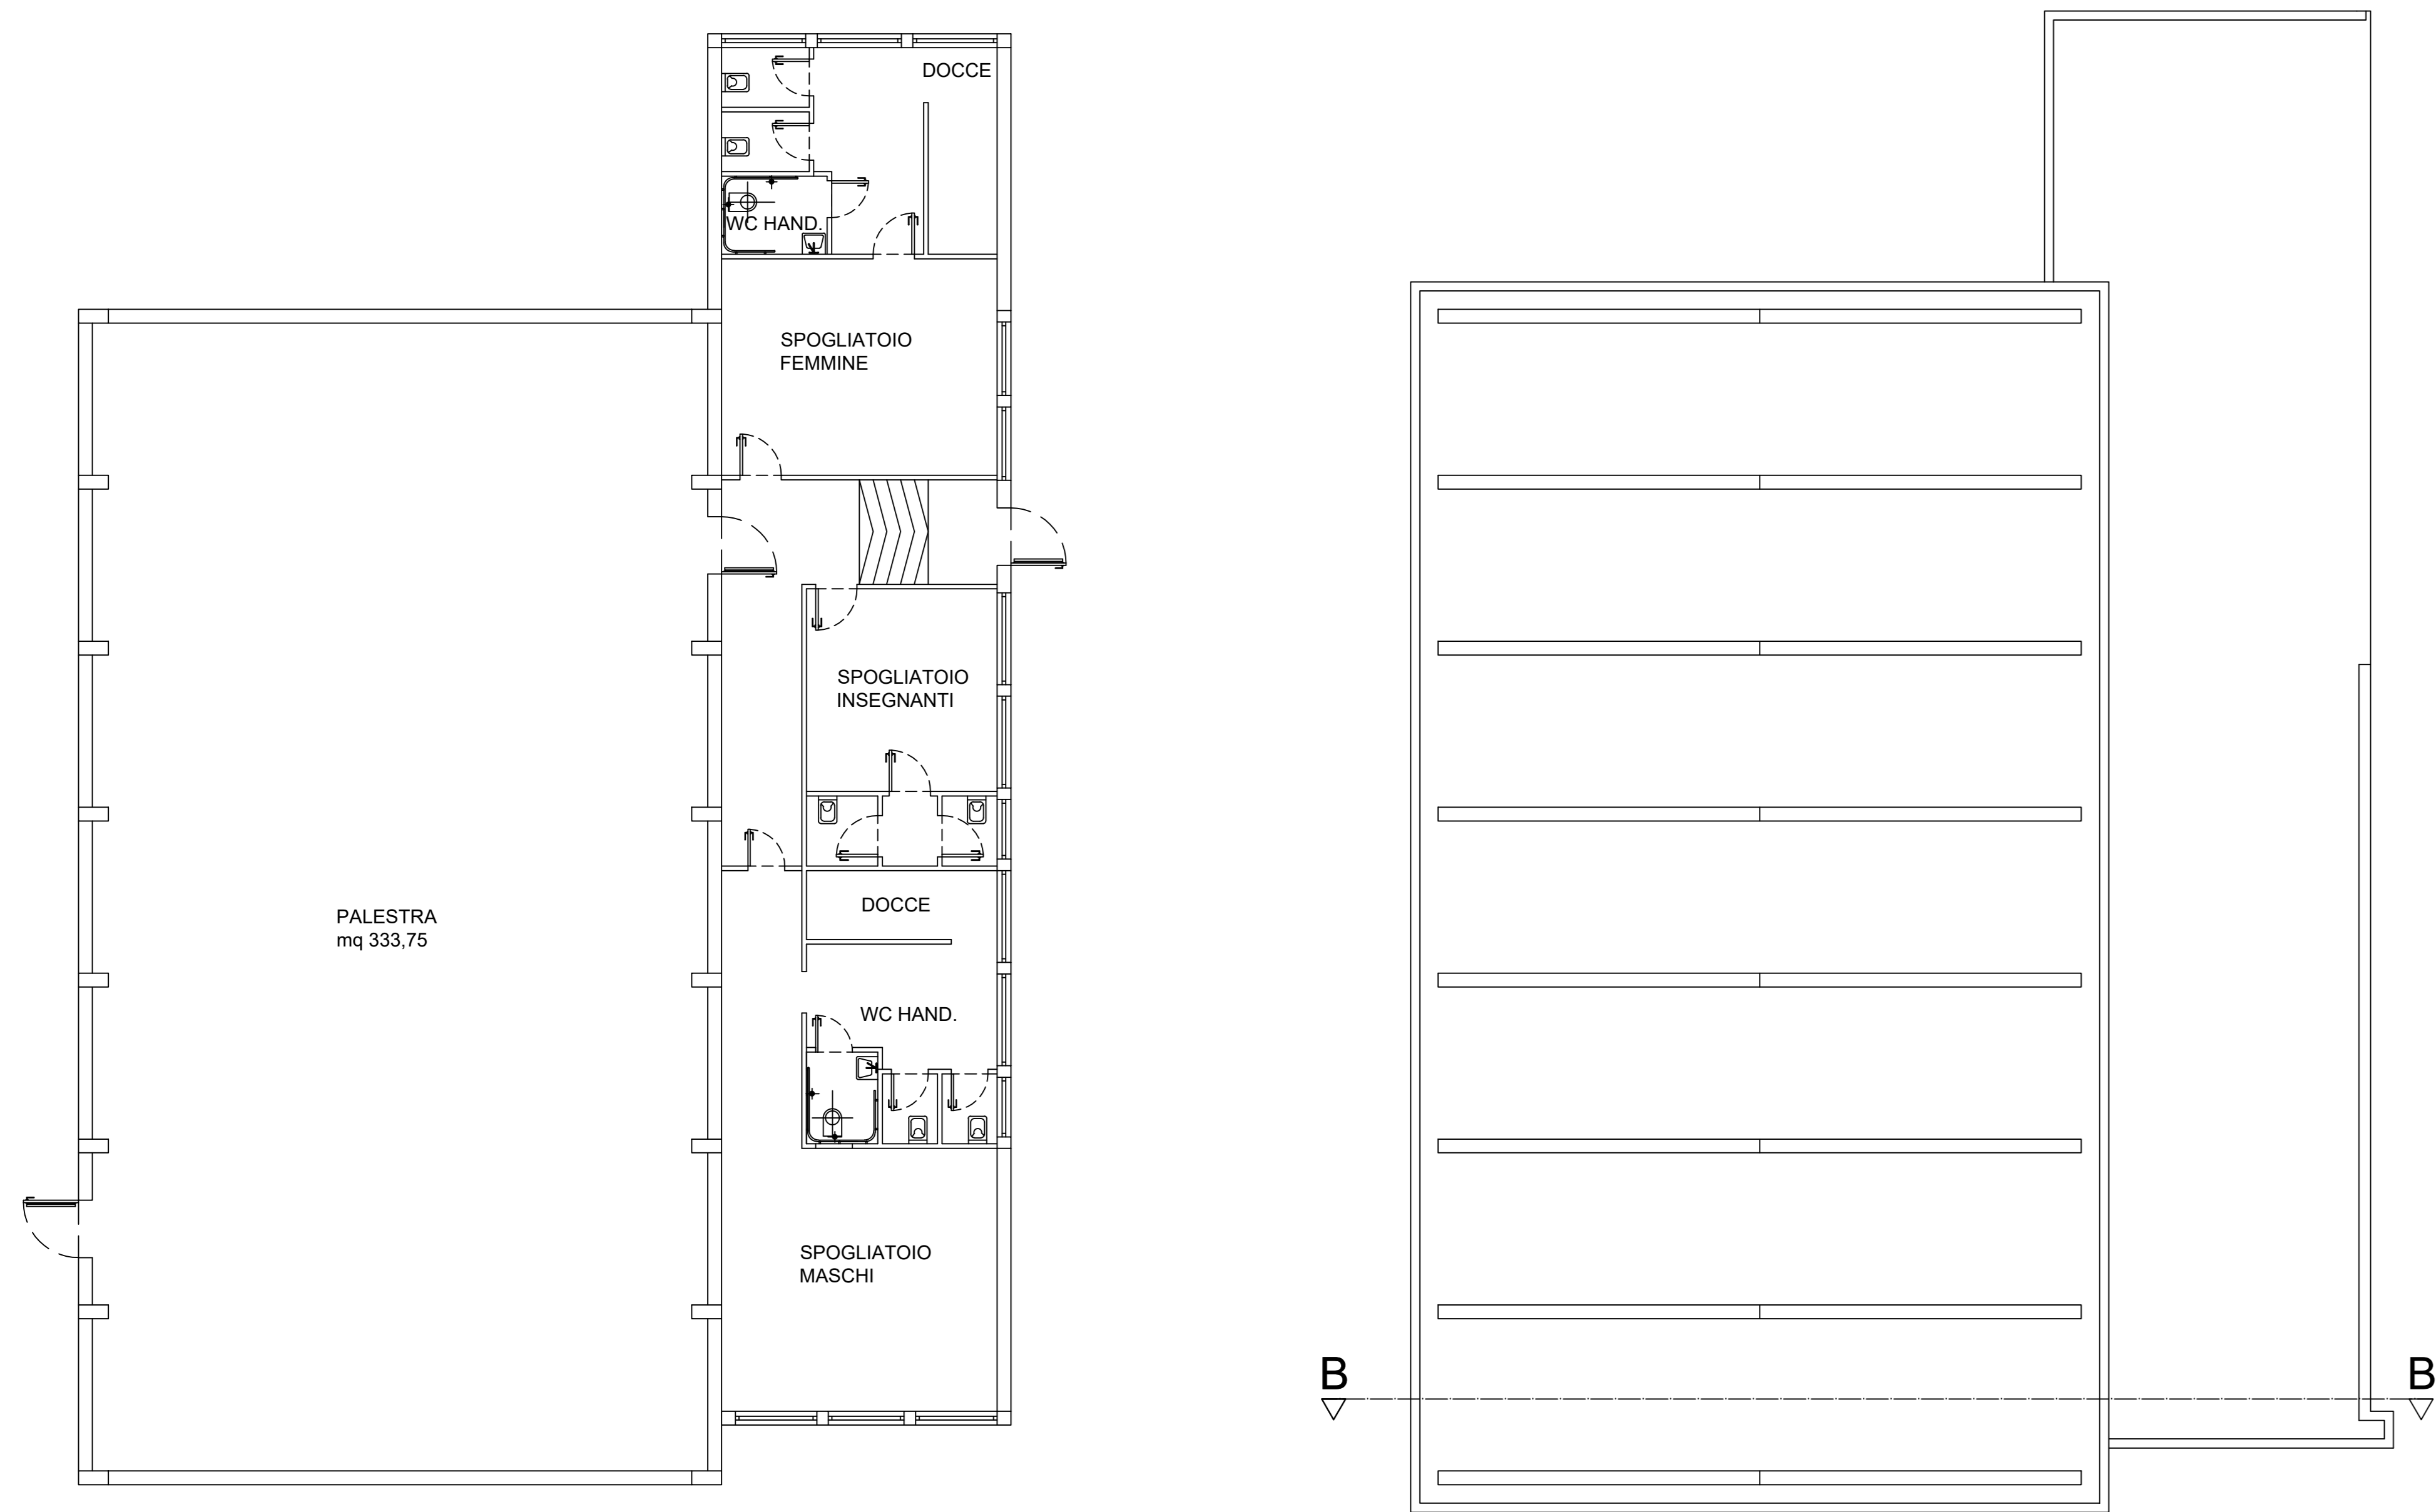 DOCCE
WC HAND.
SPOGLIATOIO
FEMMINE
SPOGLIATOIO
INSEGNANTI
DOCCE
PALESTRA
mq 333,75
WC HAND.
SPOGLIATOIO
MASCHI
B
B